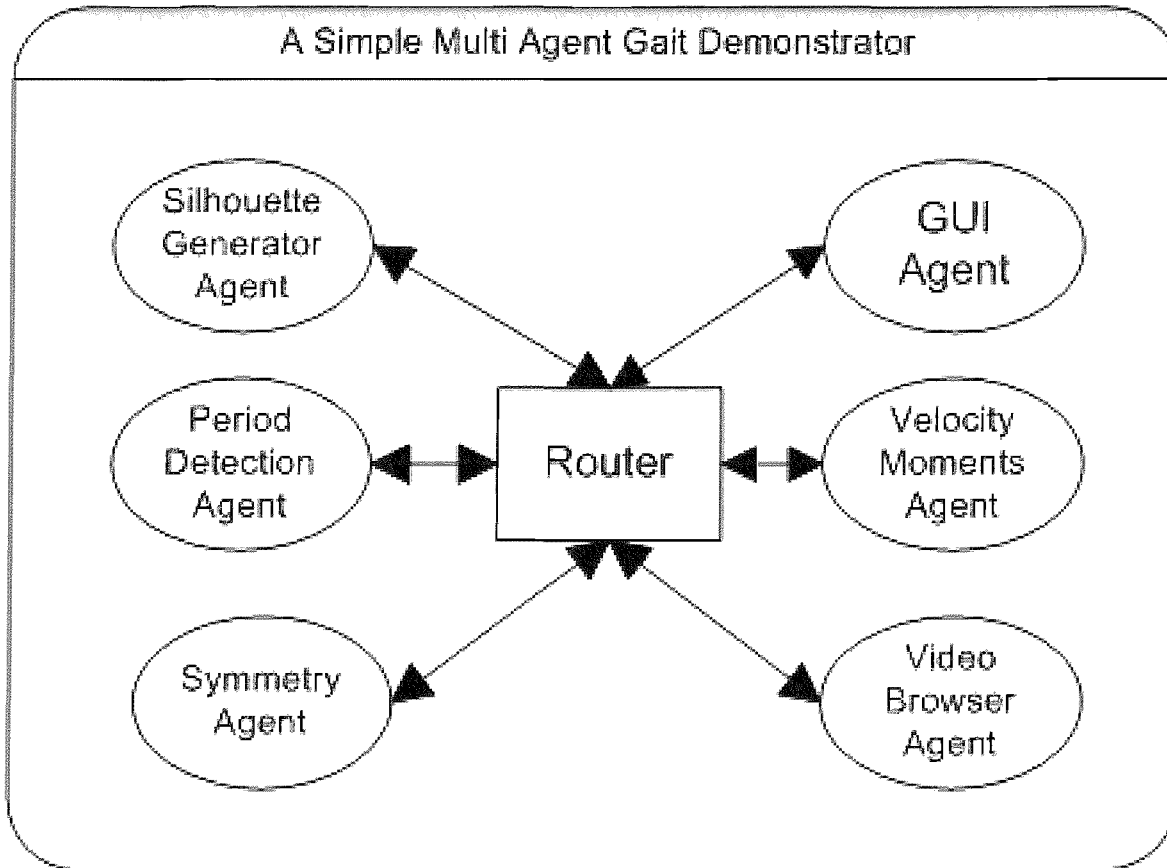 A Simple Multi Agent Gait Demonstrator
Silhouette
Generator
Agent
GUI
Agent
Period
Detection
Agent
Router
Velocity
Moments
Agent
Symmetry
Agent
Video
Browser
Agent